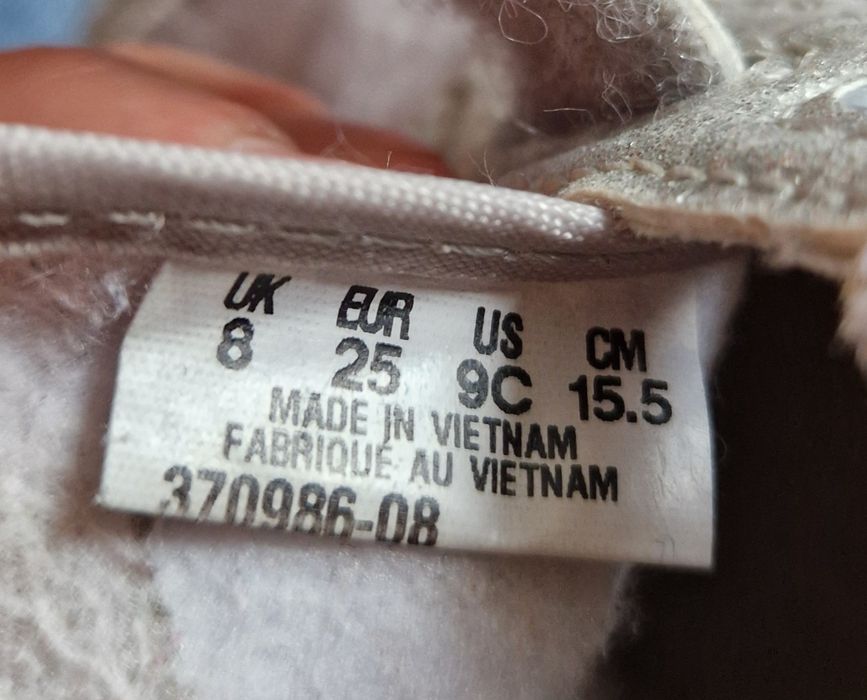 UK EUR US CM
8 25 9C 15.5
MADE IN VIETNAM
FABRIQUÉ AU VIETNAM
370986-08